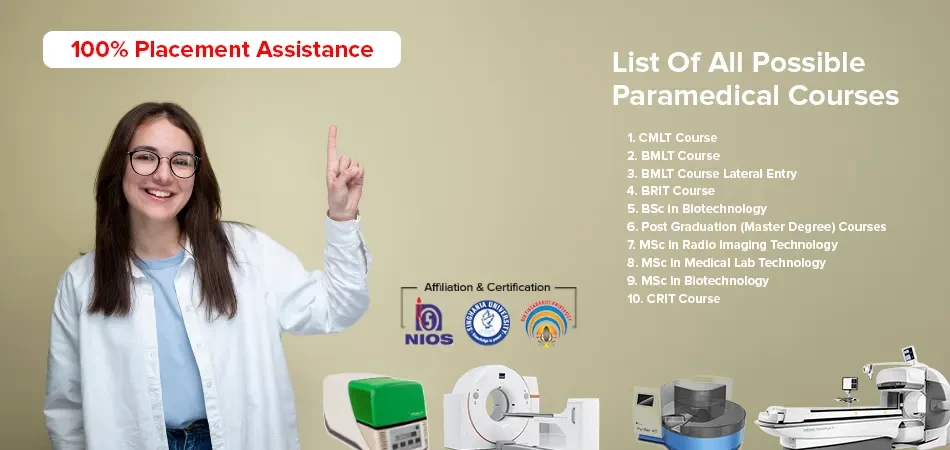 100% Placement Assistance
List Of All Possible
Paramedical Courses
1. CMLT Course
2. BMLT Course
3. BMLT Course Lateral Entry
4. BRIT Course
5. BSc in Biotechnology
6. Post Graduation (Master Degree) Courses
7. MSc in Radio Imaging Technology
8. MSc in Medical Lab Technology
9. MSc in Biotechnology
10. CRIT Course
Affiliation & Certification
NIOS
SINGHANIA UNIVERSITY